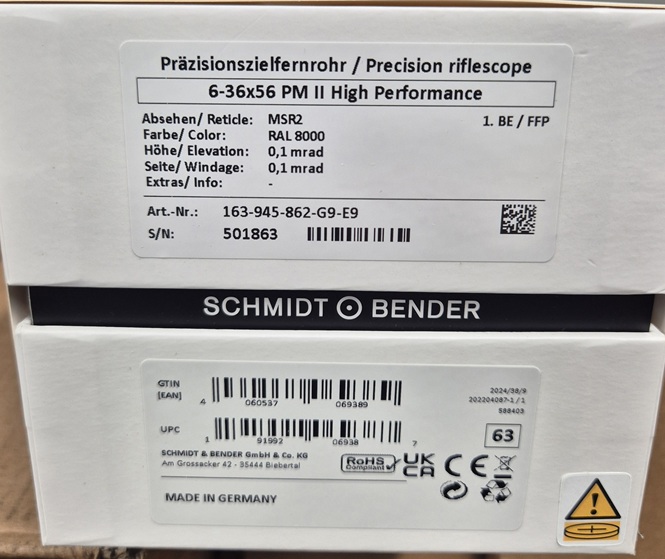 Präzisionszielfernrohr / Precision riflescope
6-36x56 PM II High Performance
Absehen/ Reticle: MSR2 1. BE / FFP
Farbe/ Color: RAL 8000
Höhe/ Elevation: 0,1 mrad
Seite/ Windage: 0,1 mrad
Extras/ Info: -
Art.-Nr.: 163-945-862-G9-E9
S/N: 501863
SCHMIDT BENDER
GTIN
[EAN]
4 060537 069389
2024/38/9
202204087-1 / 1
588403
UPC
1 91992 06938 7
63
SCHMIDT & BENDER GmbH & Co. KG
Am Grossacker 42 - 35444 Biebertal
RoHS
Compliant
UK
CA
CE
MADE IN GERMANY